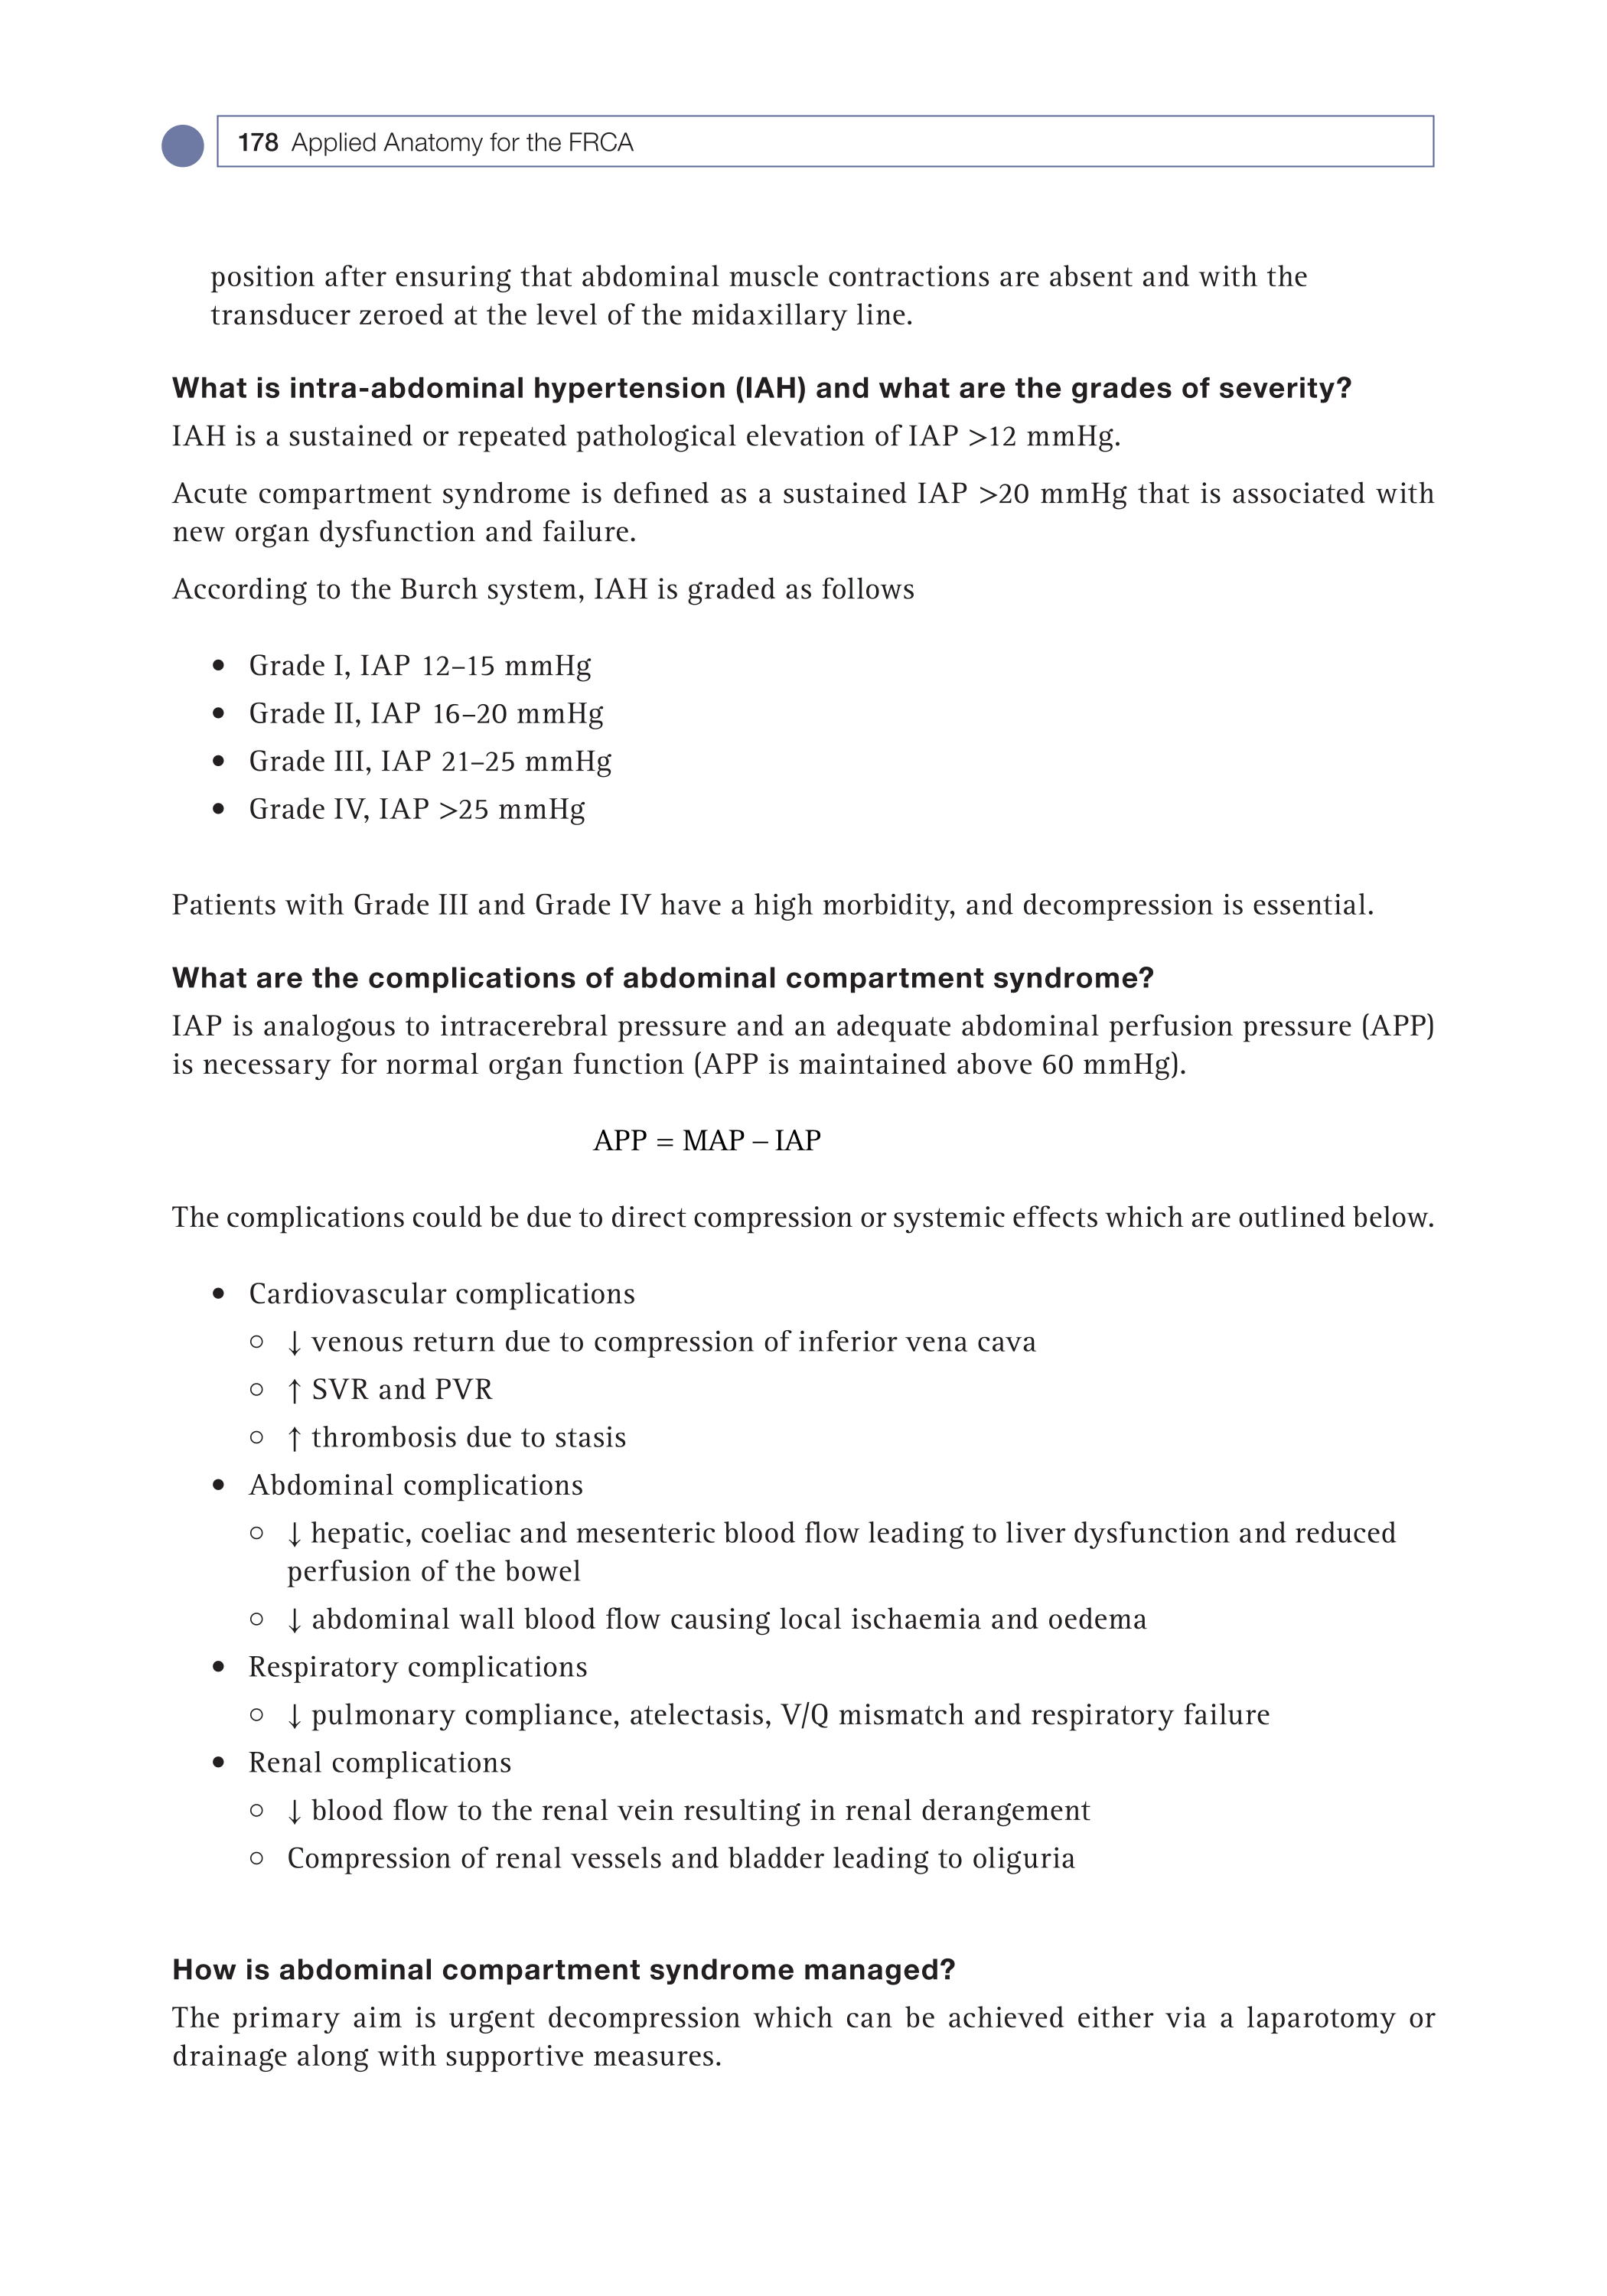 178 Applied Anatomy for the FRCA
position after ensuring that abdominal muscle contractions are absent and with the
transducer zeroed at the level of the midaxillary line.
What is intra-abdominal hypertension (IAH) and what are the grades of severity?
IAH is a sustained or repeated pathological elevation of IAP >12 mmHg.
Acute compartment syndrome is defined as a sustained IAP >20 mmHg that is associated with
new organ dysfunction and failure.
According to the Burch system, IAH is graded as follows
• Grade I, IAP 12–15 mmHg
• Grade II, IAP 16–20 mmHg
• Grade III, IAP 21–25 mmHg
• Grade IV, IAP >25 mmHg
Patients with Grade III and Grade IV have a high morbidity, and decompression is essential.
What are the complications of abdominal compartment syndrome?
IAP is analogous to intracerebral pressure and an adequate abdominal perfusion pressure (APP)
is necessary for normal organ function (APP is maintained above 60 mmHg).
APP = MAP – IAP
The complications could be due to direct compression or systemic effects which are outlined below.
• Cardiovascular complications
○ ↓ venous return due to compression of inferior vena cava
○ ↑ SVR and PVR
○ ↑ thrombosis due to stasis
• Abdominal complications
○ ↓ hepatic, coeliac and mesenteric blood flow leading to liver dysfunction and reduced
perfusion of the bowel
○ ↓ abdominal wall blood flow causing local ischaemia and oedema
• Respiratory complications
○ ↓ pulmonary compliance, atelectasis, V/Q mismatch and respiratory failure
• Renal complications
○ ↓ blood flow to the renal vein resulting in renal derangement
○ Compression of renal vessels and bladder leading to oliguria
How is abdominal compartment syndrome managed?
The primary aim is urgent decompression which can be achieved either via a laparotomy or
drainage along with supportive measures.